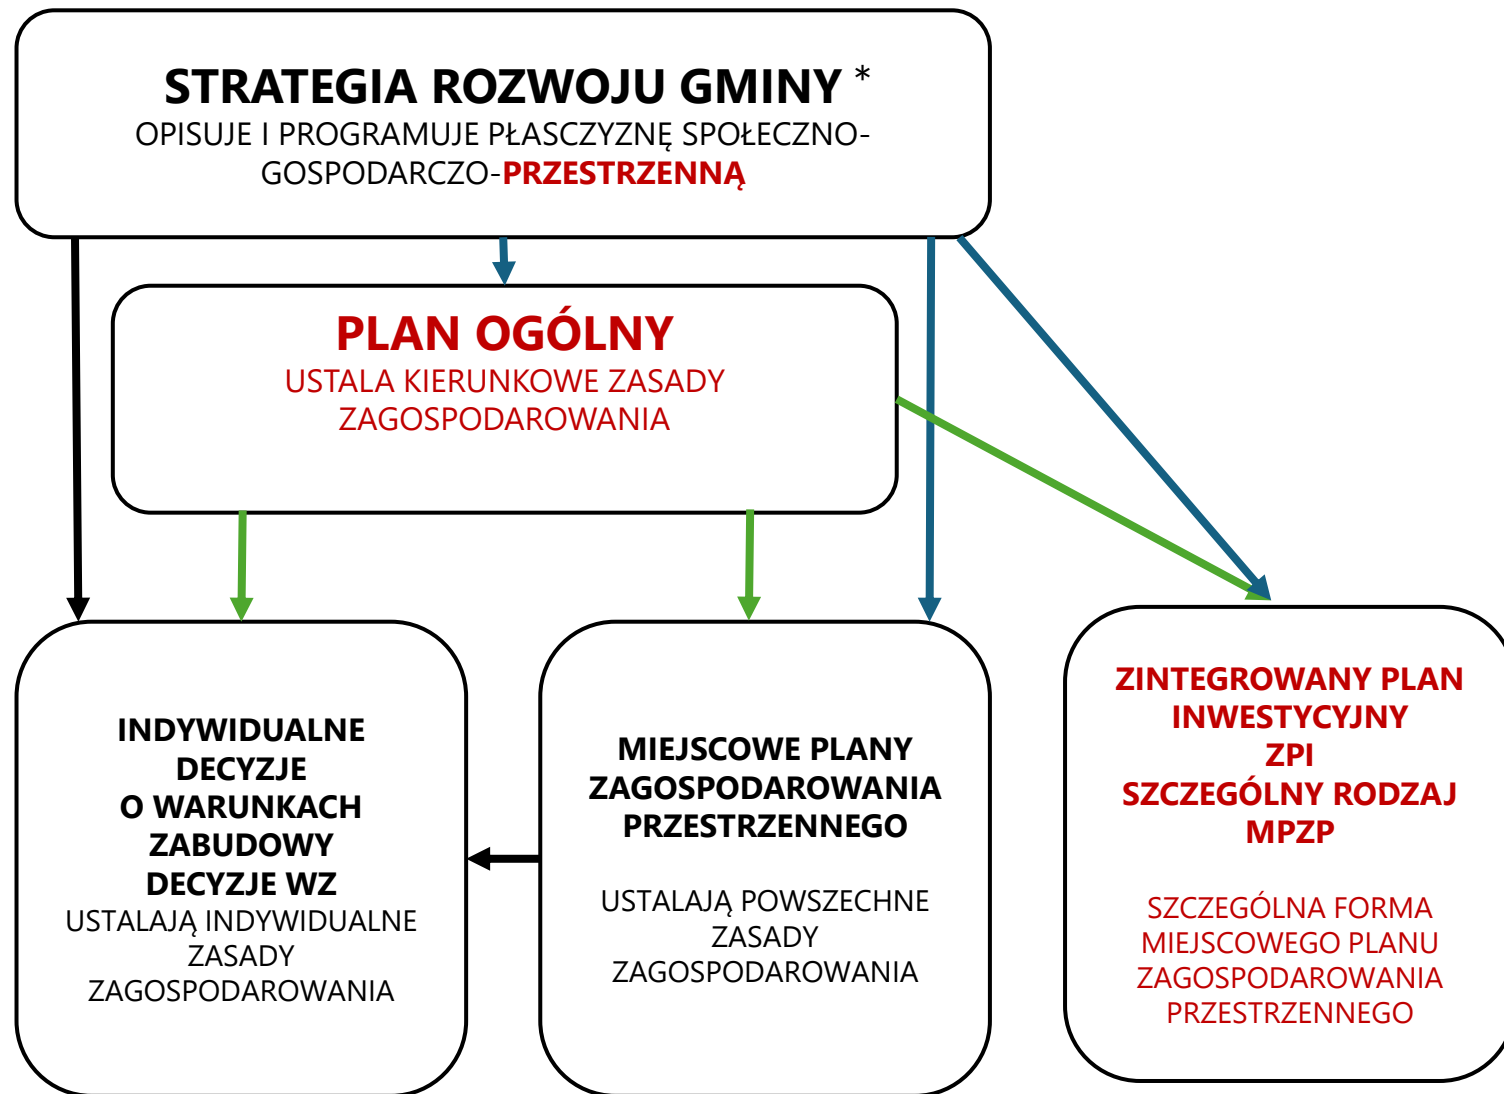 STRATEGIA ROZWOJU GMINY *
OPISUJE I PROGRAMUJE PŁASCZYZNĘ SPOŁECZNO-
GOSPODARCZO-PRZESTRZENNĄ
PLAN OGÓLNY
USTALA KIERUNKOWE ZASADY
ZAGOSPODAROWANIA
INDYWIDUALNE
DECYZJE
O WARUNKACH
ZABUDOWY
DECYZJE WZ
USTALAJĄ INDYWIDUALNE
ZASADY
ZAGOSPODAROWANIA
MIEJSCOWE PLANY
ZAGOSPODAROWANIA
PRZESTRZENNEGO
USTALAJĄ POWSZECHNE
ZASADY
ZAGOSPODAROWANIA
ZINTEGROWANY PLAN
INWESTYCYJNY
ZPI
SZCZEGÓLNY RODZAJ
MPZP
SZCZEGÓLNA FORMA
MIEJSCOWEGO PLANU
ZAGOSPODAROWANIA
PRZESTRZENNEGO